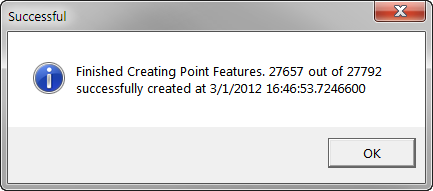 Successful
Finished Creating Point Features. 27657 out of 27792
successfully created at 3/1/2012 16:46:53.7246600
OK